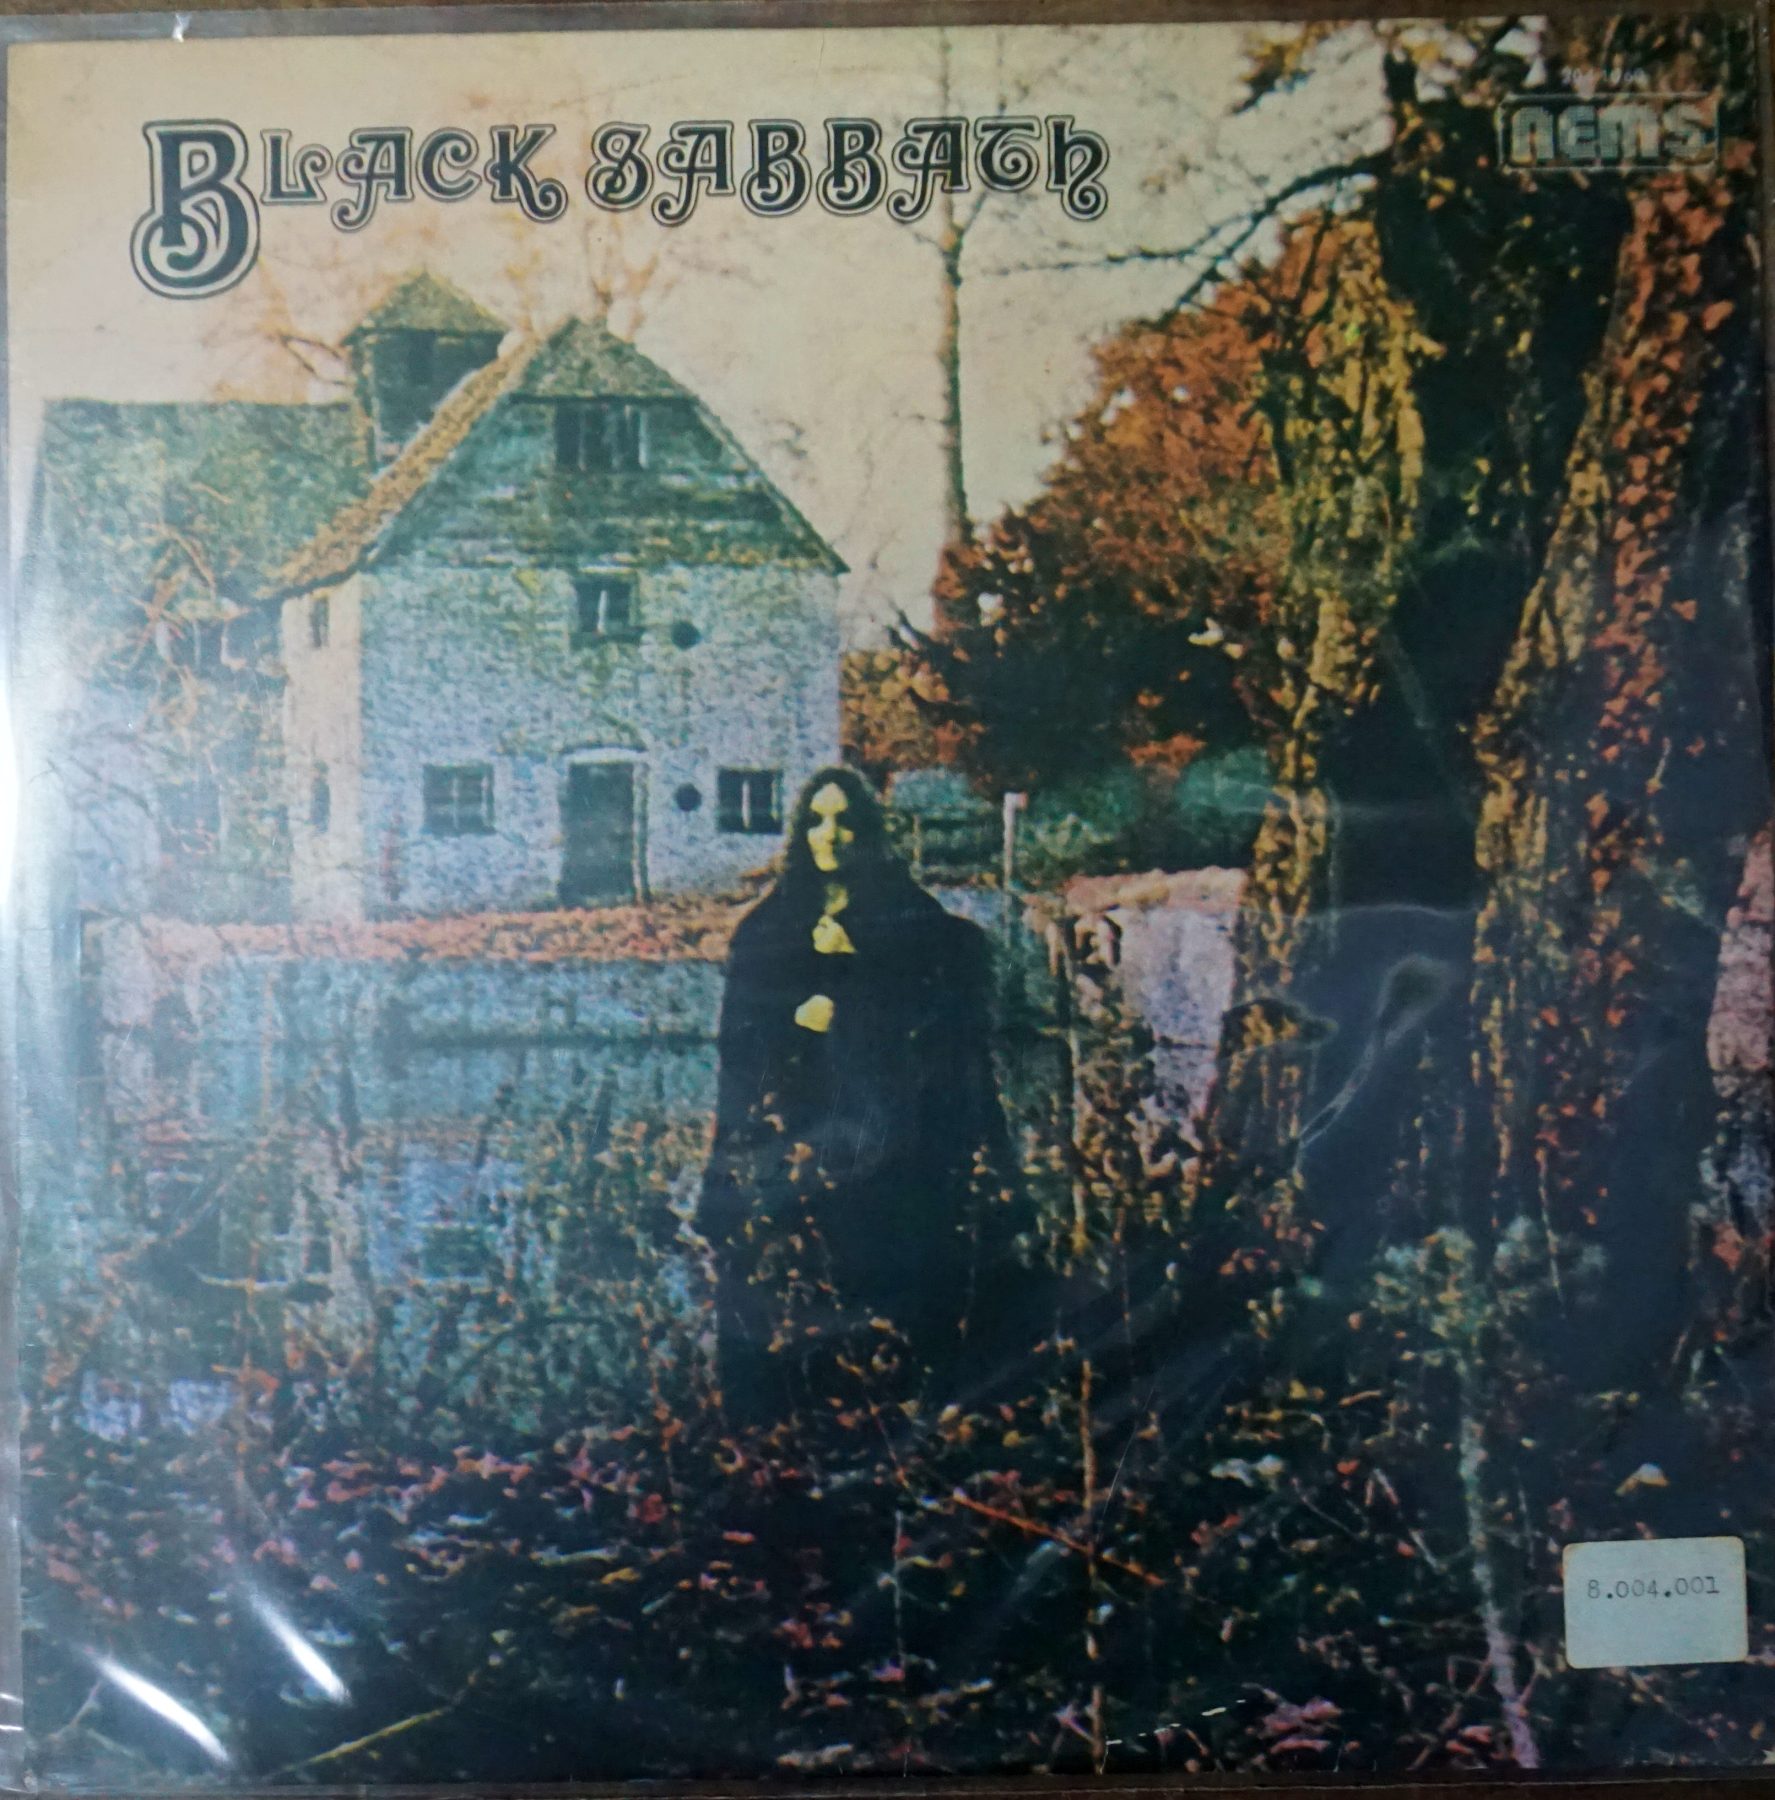 BLACK SABBATH
NEMS
8.004.001